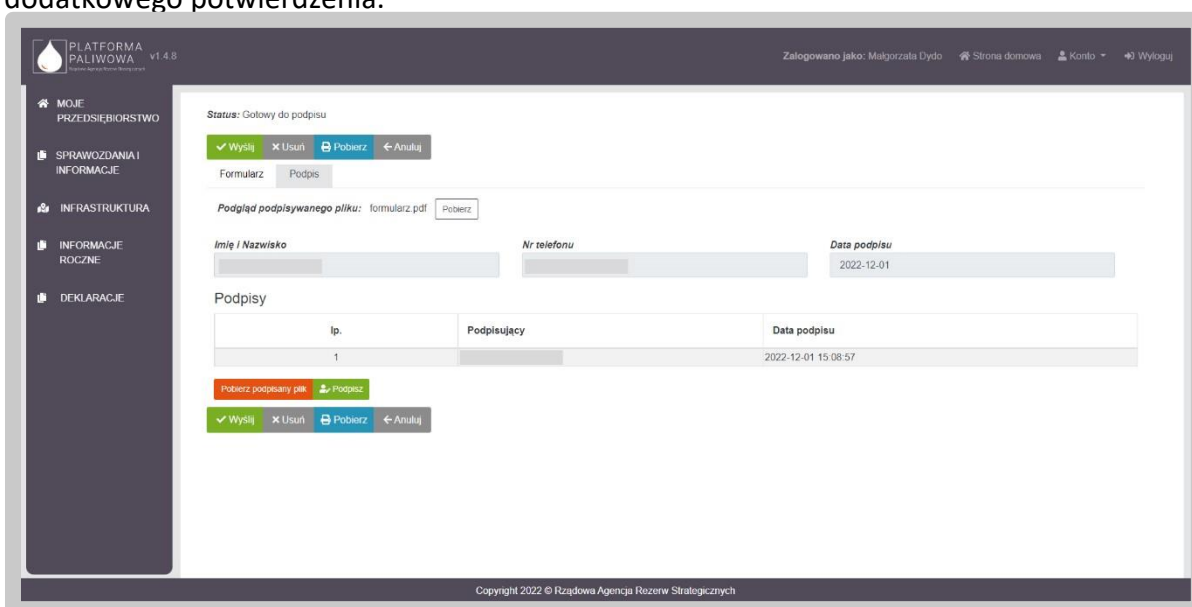 dodatkowego potwierdzenia.
PLATFORMA
PALIWOWA v1.4.8
Zalogowano jako: Małgorzata Dydo Strona domowa Konto Wyloguj
MOJE
PRZEDSIĘBIORSTWO
SPRAWOZDANIA I
INFORMACJE
INFRASTRUKTURA
INFORMACJE
ROCZNE
DEKLARACJE
Status: Gotowy do podpisu
Wyślij Usuń Pobierz Anuluj
Formularz Podpis
Podgląd podpisywanego pliku: formularz.pdf Pobierz
Imię i Nazwisko Nr telefonu Data podpisu
2022-12-01
Podpisy
lp. Podpisujący Data podpisu
1 2022-12-01 15:08:57
Pobierz podpisany plik Podpisz
Wyślij Usuń Pobierz Anuluj
Copyright 2022 © Rządowa Agencja Rezerw Strategicznych